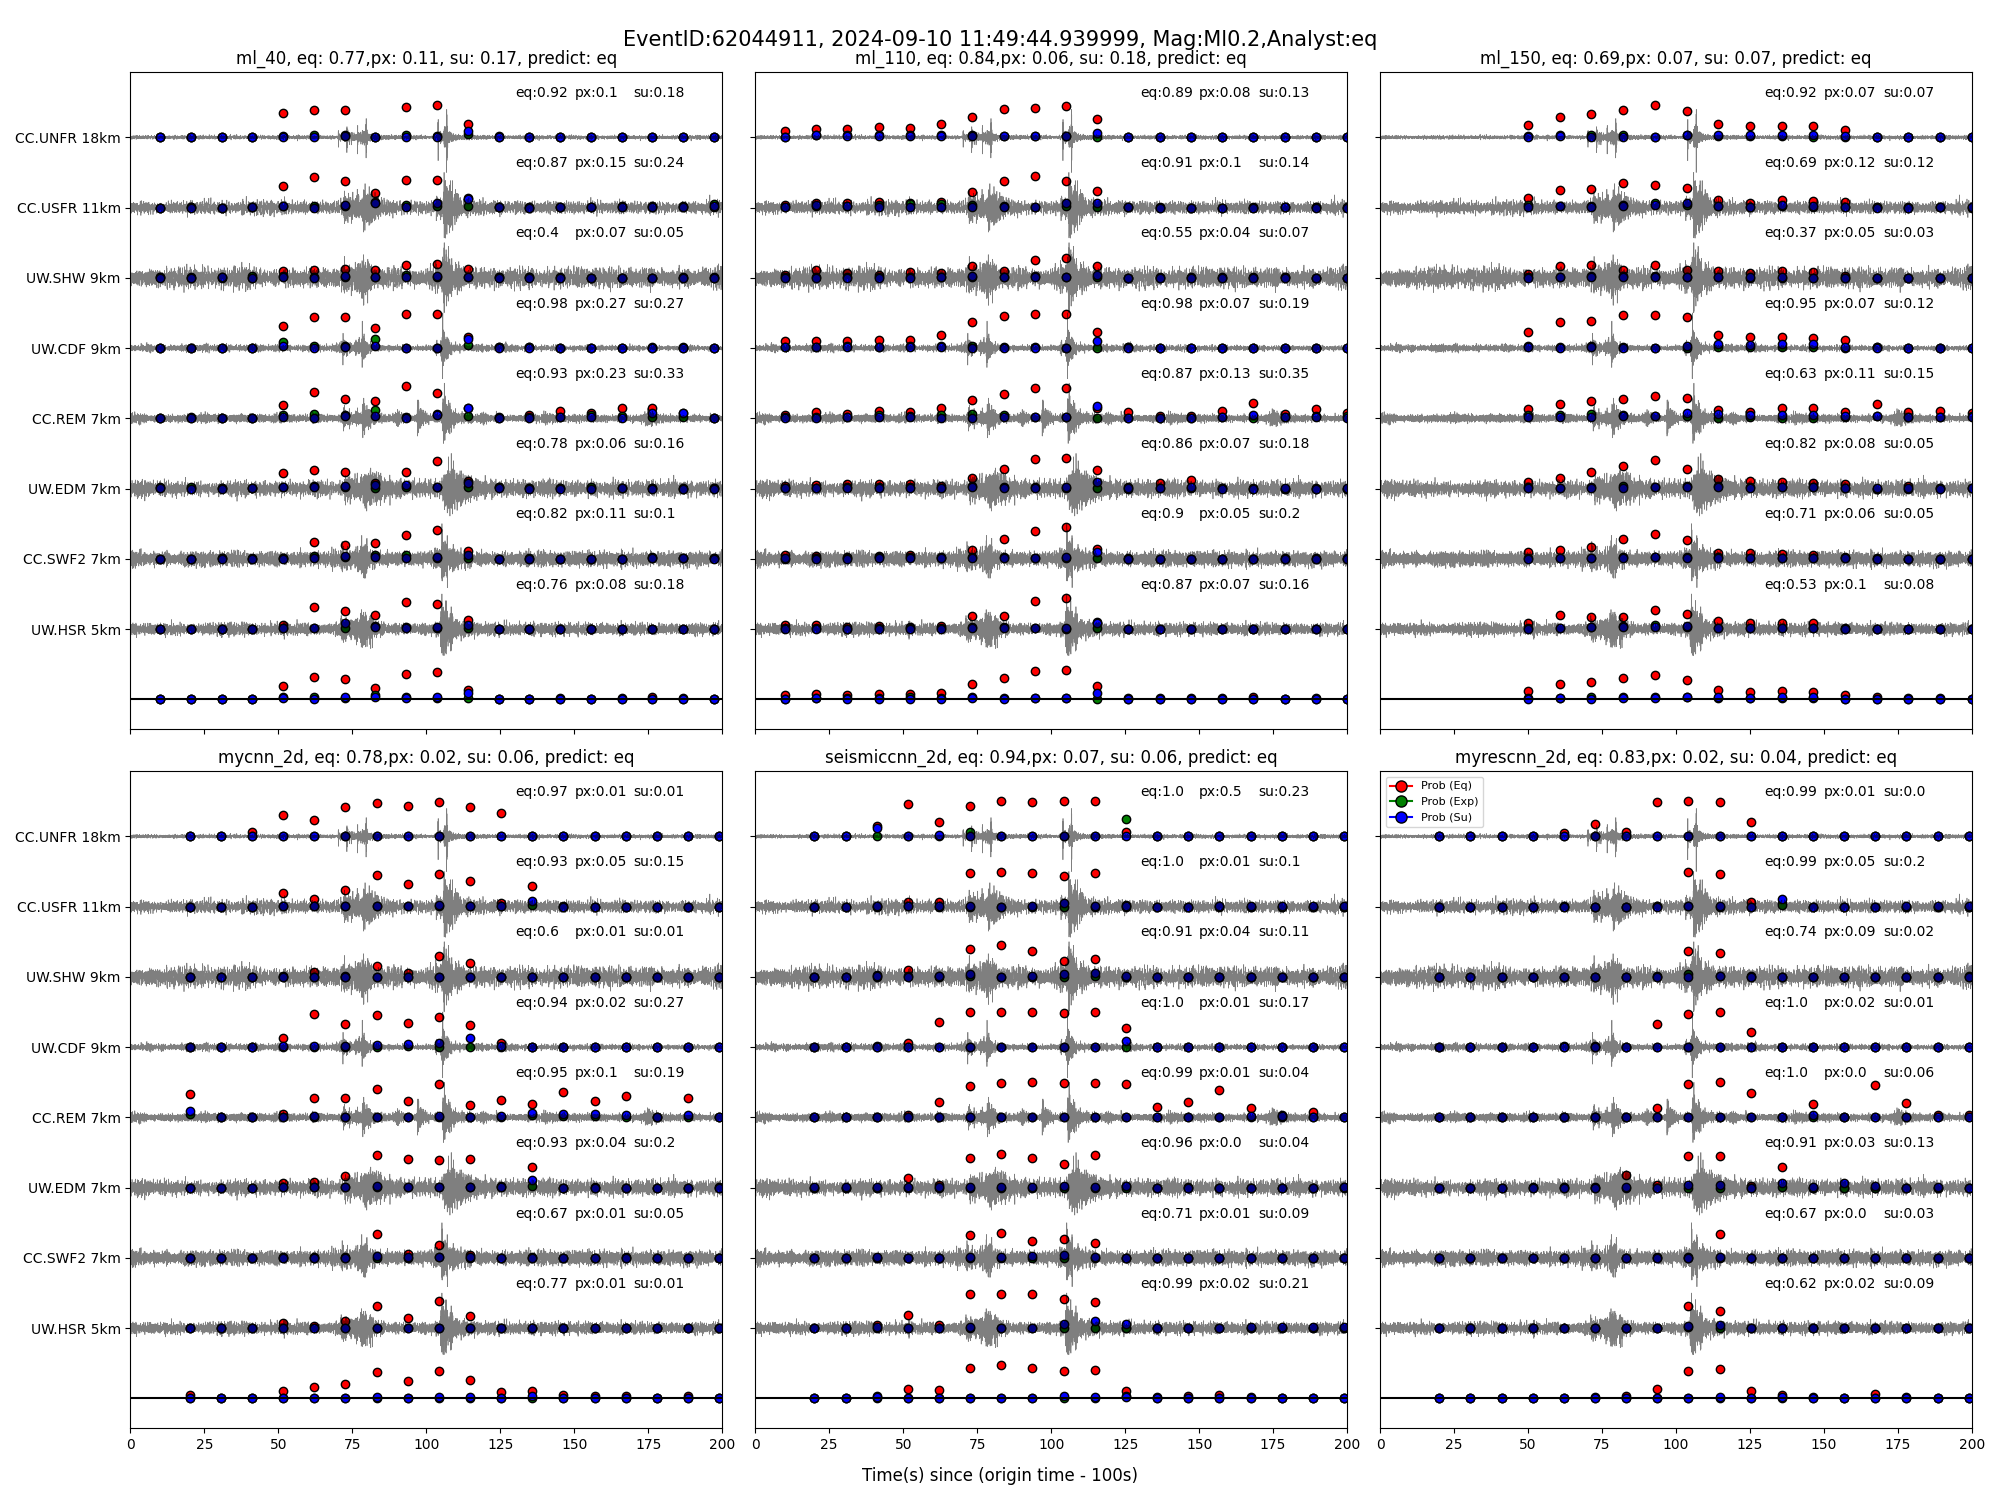 EventID:62044911, 2024-09-10 11:49:44.939999, Mag:Ml0.2,Analyst:eq
ml_40, eq: 0.77,px: 0.11, su: 0.17, predict: eq
eq:0.92 px:0.1 su:0.18
CC.UNFR 18km
eq:0.87 px:0.15 su:0.24
CC.USFR 11km
eq:0.4 px:0.07 su:0.05
UW.SHW 9km
eq:0.98 px:0.27 su:0.27
UW.CDF 9km
eq:0.93 px:0.23 su:0.33
CC.REM 7km
eq:0.78 px:0.06 su:0.16
UW.EDM 7km
eq:0.82 px:0.11 su:0.1
CC.SWF2 7km
eq:0.76 px:0.08 su:0.18
UW.HSR 5km
ml_110, eq: 0.84,px: 0.06, su: 0.18, predict: eq
eq:0.89 px:0.08 su:0.13
eq:0.91 px:0.1 su:0.14
eq:0.55 px:0.04 su:0.07
eq:0.98 px:0.07 su:0.19
eq:0.87 px:0.13 su:0.35
eq:0.86 px:0.07 su:0.18
eq:0.9 px:0.05 su:0.2
eq:0.87 px:0.07 su:0.16
ml_150, eq: 0.69,px: 0.07, su: 0.07, predict: eq
eq:0.92 px:0.07 su:0.07
eq:0.69 px:0.12 su:0.12
eq:0.37 px:0.05 su:0.03
eq:0.95 px:0.07 su:0.12
eq:0.63 px:0.11 su:0.15
eq:0.82 px:0.08 su:0.05
eq:0.71 px:0.06 su:0.05
eq:0.53 px:0.1 su:0.08
mycnn_2d, eq: 0.78,px: 0.02, su: 0.06, predict: eq
eq:0.97 px:0.01 su:0.01
CC.UNFR 18km
eq:0.93 px:0.05 su:0.15
CC.USFR 11km
eq:0.6 px:0.01 su:0.01
UW.SHW 9km
eq:0.94 px:0.02 su:0.27
UW.CDF 9km
eq:0.95 px:0.1 su:0.19
CC.REM 7km
eq:0.93 px:0.04 su:0.2
UW.EDM 7km
eq:0.67 px:0.01 su:0.05
CC.SWF2 7km
eq:0.77 px:0.01 su:0.01
UW.HSR 5km
0 25 50 75 100 125 150 175 200
seismiccnn_2d, eq: 0.94,px: 0.07, su: 0.06, predict: eq
eq:1.0 px:0.5 su:0.23
eq:1.0 px:0.01 su:0.1
eq:0.91 px:0.04 su:0.11
eq:1.0 px:0.01 su:0.17
eq:0.99 px:0.01 su:0.04
eq:0.96 px:0.0 su:0.04
eq:0.71 px:0.01 su:0.09
eq:0.99 px:0.02 su:0.21
0 25 50 75 100 125 150 175 200
myrescnn_2d, eq: 0.83,px: 0.02, su: 0.04, predict: eq
Prob (Eq)
Prob (Exp)
Prob (Su)
eq:0.99 px:0.01 su:0.0
eq:0.99 px:0.05 su:0.2
eq:0.74 px:0.09 su:0.02
eq:1.0 px:0.02 su:0.01
eq:1.0 px:0.0 su:0.06
eq:0.91 px:0.03 su:0.13
eq:0.67 px:0.0 su:0.03
eq:0.62 px:0.02 su:0.09
0 25 50 75 100 125 150 175 200
Time(s) since (origin time - 100s)